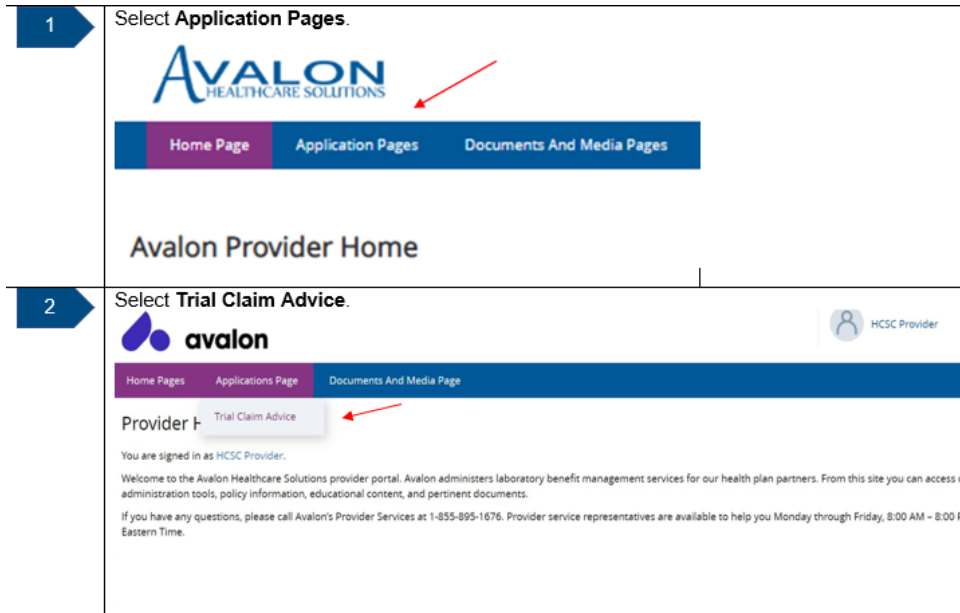 1
Select Application Pages.
AVALON
HEALTHCARE SOLUTIONS
Home Page Application Pages Documents And Media Pages
Avalon Provider Home
2
Select Trial Claim Advice.
avalon
HCSC Provider
Home Pages Applications Page Documents And Media Page
Trial Claim Advice
Provider H
You are signed in as HCSC Provider.
Welcome to the Avalon Healthcare Solutions provider portal. Avalon administers laboratory benefit management services for our health plan partners. From this site you can access
administration tools, policy information, educational content, and pertinent documents.
If you have any questions, please call Avalon's Provider Services at 1-855-895-1676. Provider service representatives are available to help you Monday through Friday, 8:00 AM – 8:00
Eastern Time.